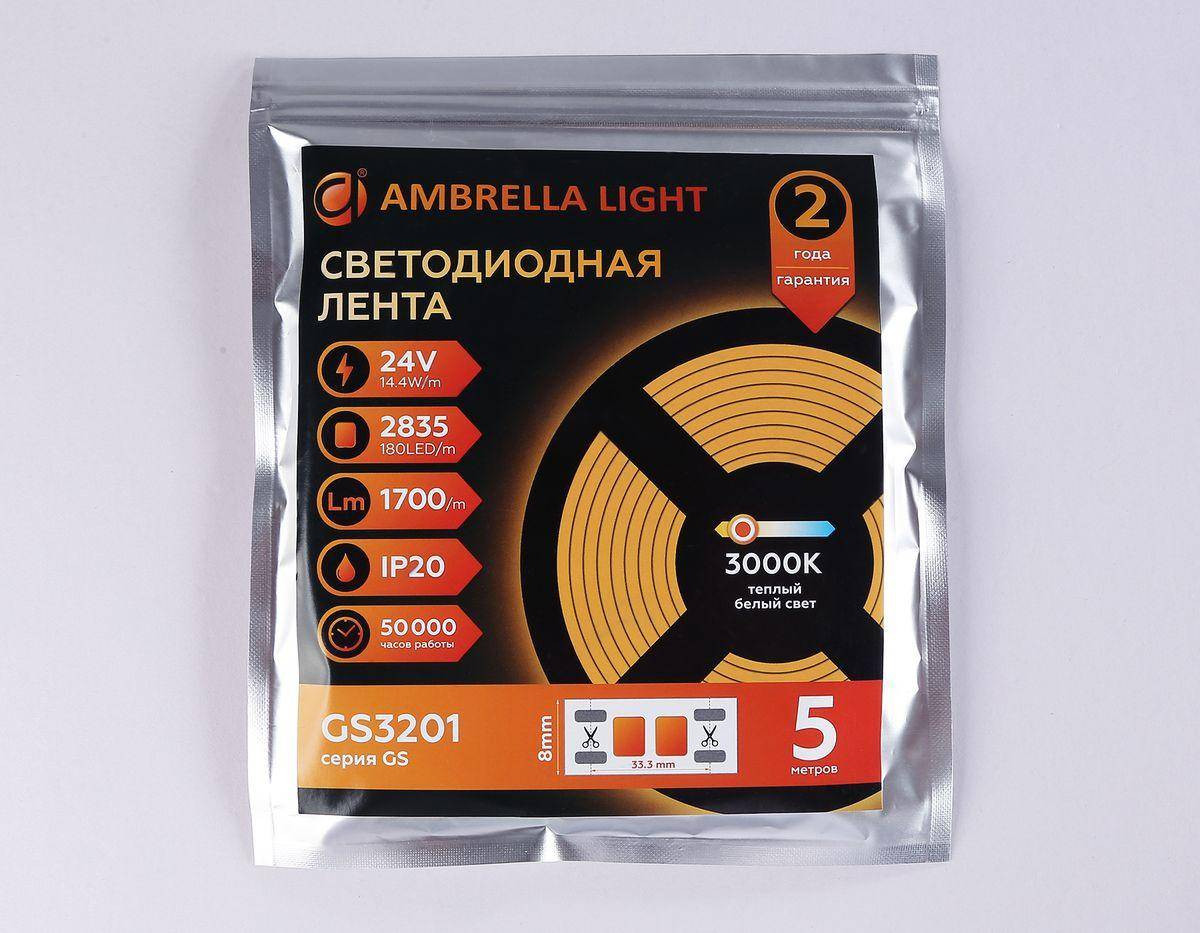 ® AMBRELLA LIGHT
СВЕТОДИОДНАЯ
ЛЕНТА
2
года
гарантия
24V
14.4W/m
2835
180LED/m
Lm 1700/m
IP20
50 000
часов работы
3000K
теплый
белый свет
GS3201
серия GS
8mm
33.3 mm
5
метров